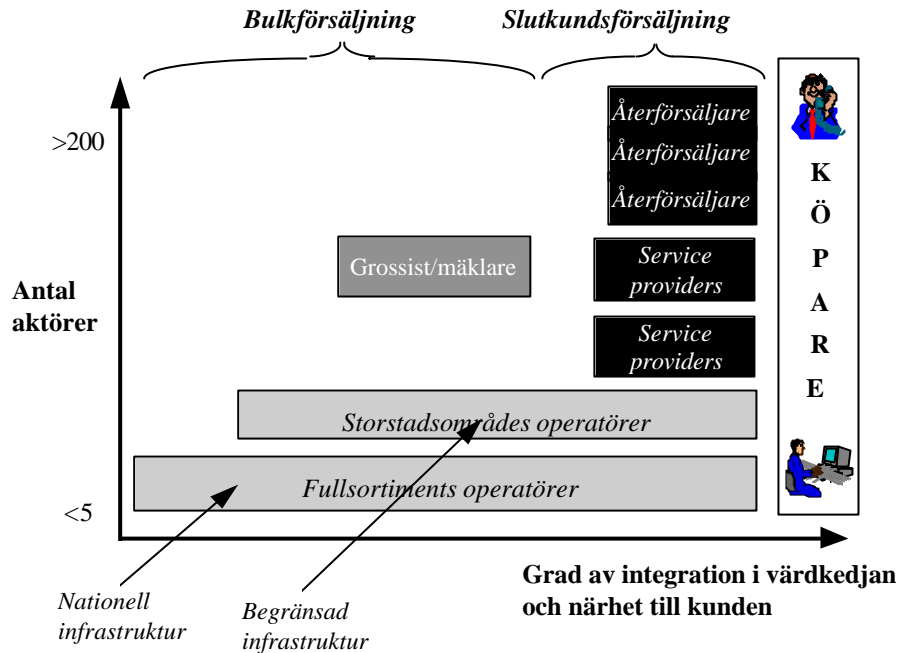 Bulkförsäljning
Slutkundsförsäljning
>200
Återförsäljare
Återförsäljare
Återförsäljare
Grossist/mäklare
Service
providers
Service
providers
Antal
aktörer
Storstadsområdes operatörer
Fullsortiments operatörer
<5
K
Ö
P
A
R
E
Grad av integration i värdkedjan
och närhet till kunden
Nationell
infrastruktur
Begränsad
infrastruktur